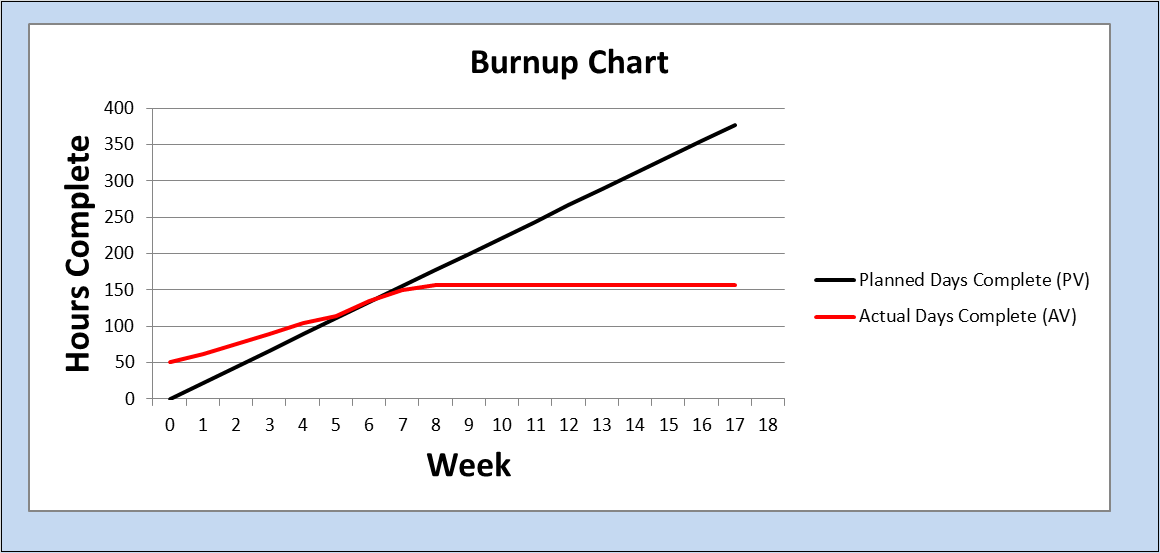 Burnup Chart
Hours Complete
400
350
300
250
200
150
100
50
0
0 1 2 3 4 5 6 7 8 9 10 11 12 13 14 15 16 17 18
Week
Planned Days Complete (PV)
Actual Days Complete (AV)